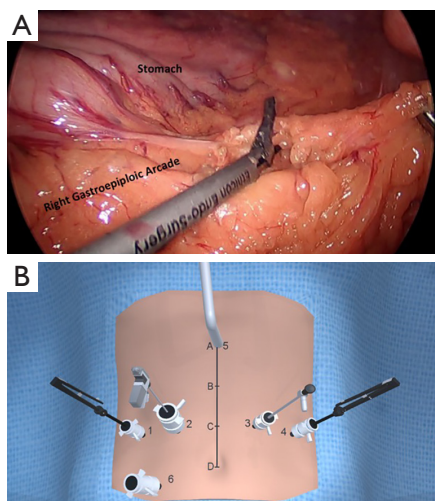 A
Stomach
Right Gastroepiploic Arcade
Ethicon Endo-Surgery
B
A 5
B
1 2 C 3 4
D
6